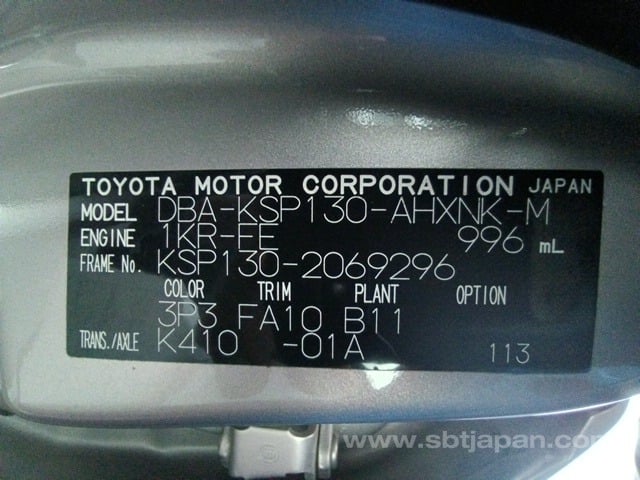 TOYOTA MOTOR CORPORATION JAPAN
MODEL DBA-KSP130-AHXNK-M
ENGINE 1KR-FE 996 mL
FRAME No. KSP130-2069296
COLOR TRIM PLANT OPTION
3P3 FA10 B11
TRANS./AXLE K410 -01A 113
www.sbtjapan.com